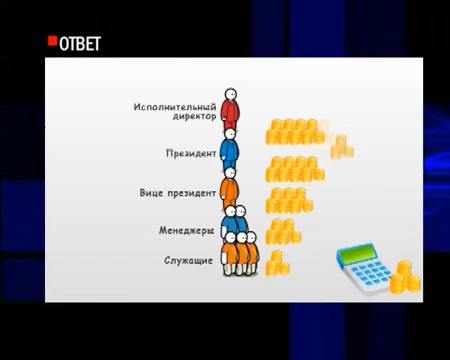 ОТВЕТ
Исполнительный
директор
Президент
Вице президент
Менеджеры
Служащие